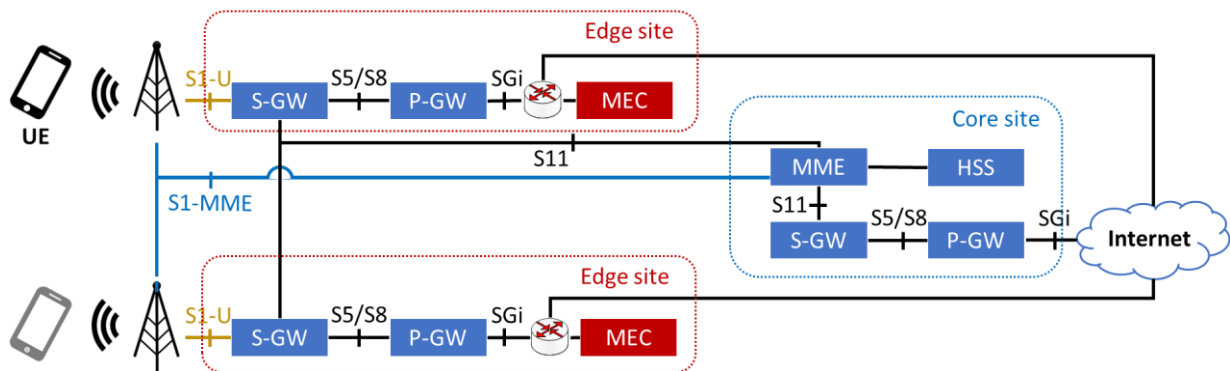 Edge site
S1-U
S5/S8
SGi
S-GW
P-GW
MEC
UE
Core site
S11
MME
HSS
S1-MME
S11
S5/S8
SGi
S-GW
P-GW
Internet
Edge site
S1-U
S5/S8
SGi
S-GW
P-GW
MEC